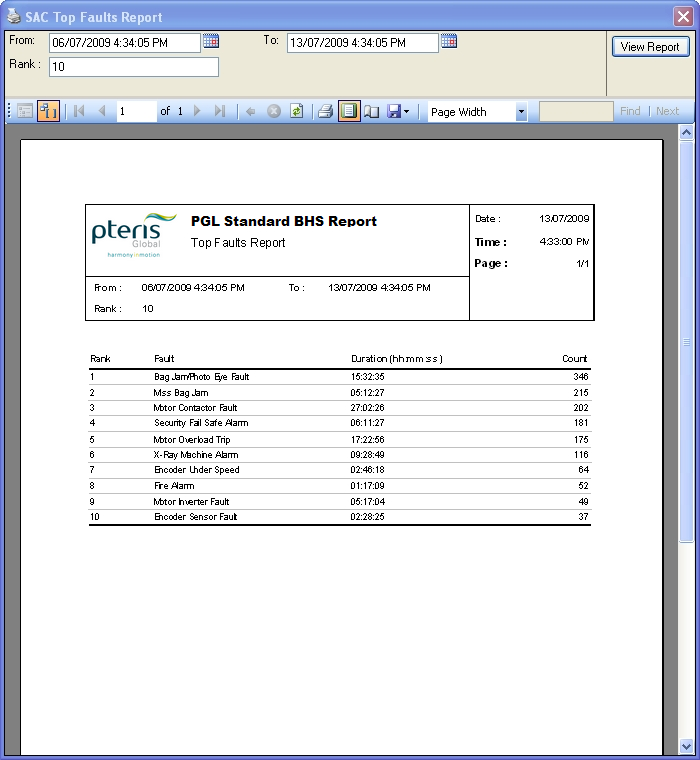 SAC Top Faults Report
From: 06/07/2009 4:34:05 PM To: 13/07/2009 4:34:05 PM View Report
Rank : 10
1 of 1 Page Width Find | Next
pteris
Global
harmony in motion
PGL Standard BHS Report
Top Faults Report
Date : 13/07/2009
Time : 4:33:00 PM
Page : 1/1
From : 06/07/2009 4:34:05 PM To : 13/07/2009 4:34:05 PM
Rank : 10
Rank Fault Duration (hh:mm:ss) Count
1 Bag Jam/Photo Eye Fault 15:32:35 346
2 Miss Bag Jam 05:12:27 215
3 Motor Contactor Fault 27:02:26 202
4 Security Fail Safe Alarm 06:11:27 181
5 Motor Overload Trip 17:22:56 175
6 X-Ray Machine Alarm 09:28:49 116
7 Encoder Under Speed 02:46:18 64
8 Fire Alarm 01:17:09 52
9 Motor Inverter Fault 05:17:04 49
10 Encoder Sensor Fault 02:28:25 37